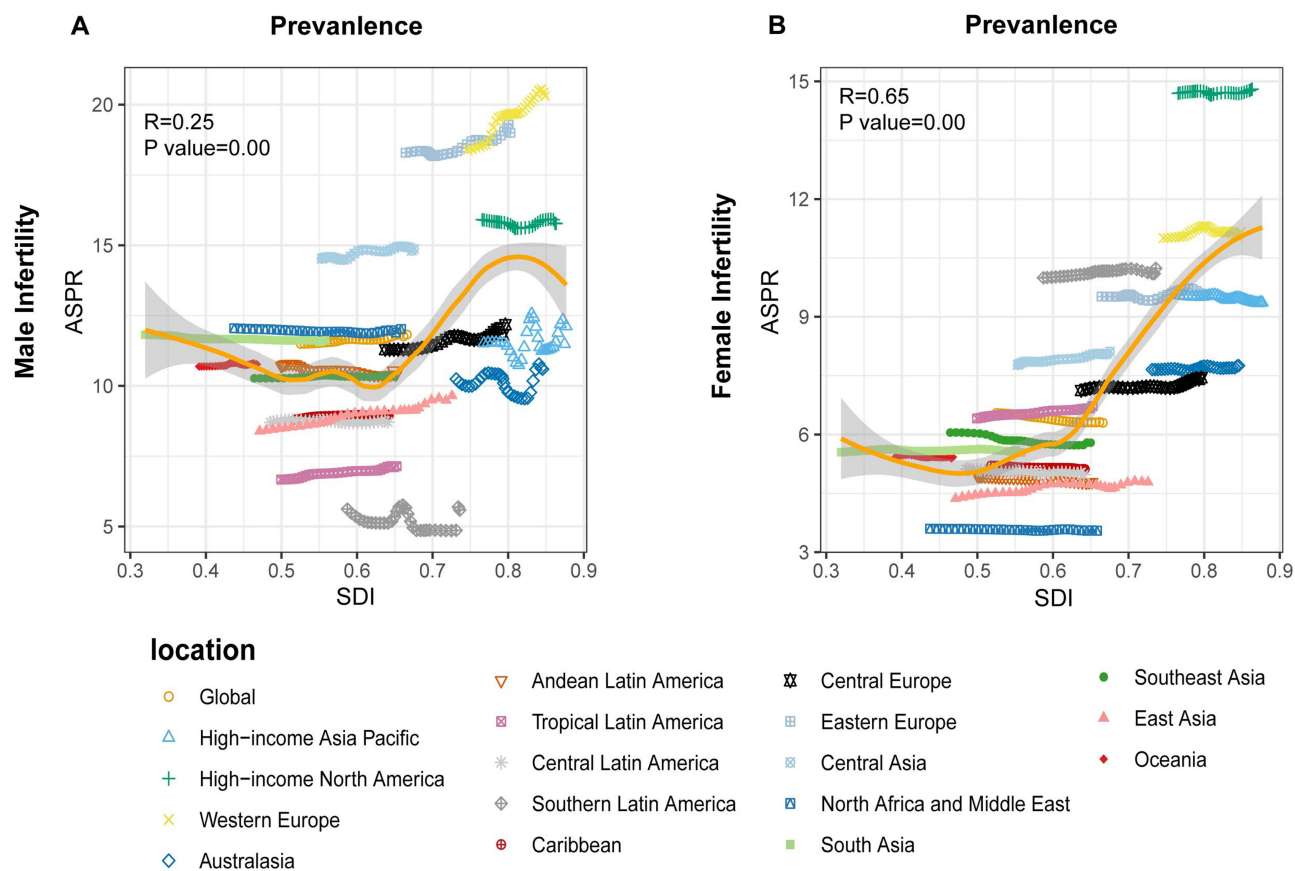 A
Prevanlence
R=0.25
P value=0.00
Male Infertility
ASPR
20
15
10
5
0.3 0.4 0.5 0.6 0.7 0.8 0.9
SDI
B
Prevanlence
R=0.65
P value=0.00
Female Infertility
ASPR
15
12
9
6
3
0.3 0.4 0.5 0.6 0.7 0.8 0.9
SDI
location
Global
High−income Asia Pacific
High−income North America
Western Europe
Australasia
Andean Latin America
Tropical Latin America
Central Latin America
Southern Latin America
Caribbean
Central Europe
Eastern Europe
Central Asia
North Africa and Middle East
South Asia
Southeast Asia
East Asia
Oceania